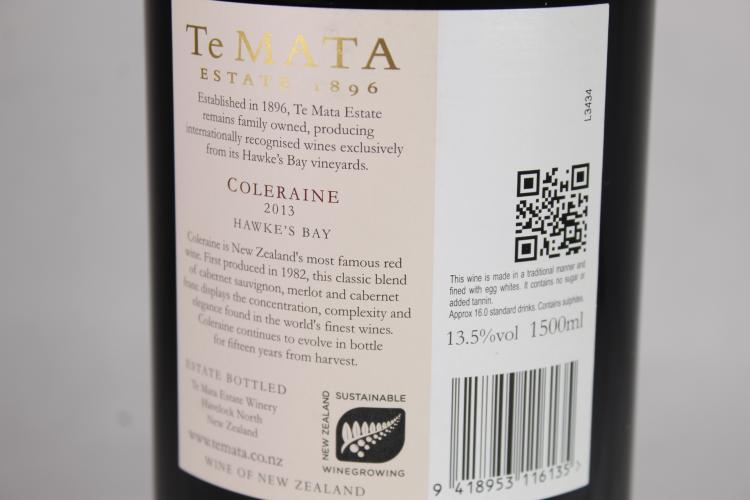 Te MATA
ESTATE 1896
Established in 1896, Te Mata Estate
remains family owned, producing
internationally recognised wines exclusively
from its Hawke's Bay vineyards.
COLERAINE
2013
HAWKE'S BAY
Coleraine is New Zealand's most famous red
wine. First produced in 1982, this classic blend
of cabernet sauvignon, merlot and cabernet
franc displays the concentration, complexity and
elegance found in the world's finest wines.
Coleraine continues to evolve in bottle
for fifteen years from harvest.
ESTATE BOTTLED
Te Mata Estate Winery
Havelock North
New Zealand
www.temata.co.nz
WINE OF NEW ZEALAND
NEW ZEALAND
SUSTAINABLE
WINEGROWING
L3434
This wine is made in a traditional manner and
fined with egg whites. It contains no sugar or
added tannin.
Approx 16.0 standard drinks. Contains sulphites.
13.5%vol 1500ml
9 418953 116135